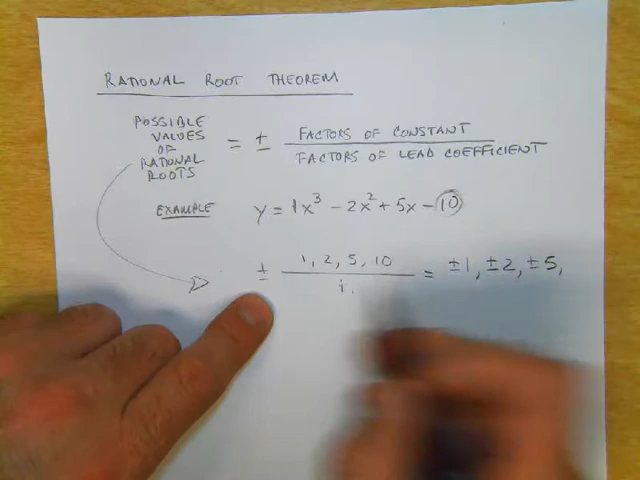 RATIONAL ROOT THEOREM
POSSIBLE
VALUES
OF
RATIONAL
ROOTS
= ±
FACTORS OF CONSTANT
FACTORS OF LEAD COEFFICIENT
EXAMPLE y = 1x³ - 2x² + 5x - 10
± 1, 2, 5, 10 = ±1, ±2, ±5,
1